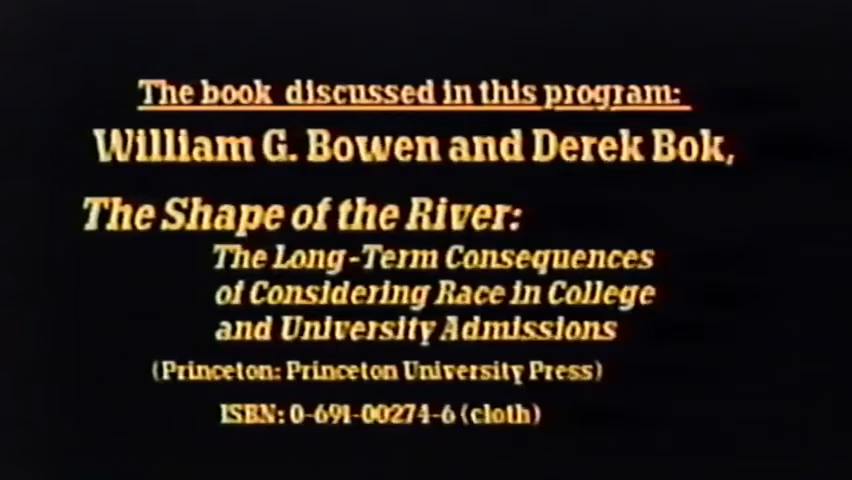 The book discussed in this program:
William G. Bowen and Derek Bok,
The Shape of the River:
The Long-Term Consequences
of Considering Race in College
and University Admissions
(Princeton: Princeton University Press)
ISBN: 0-691-00274-6 (cloth)